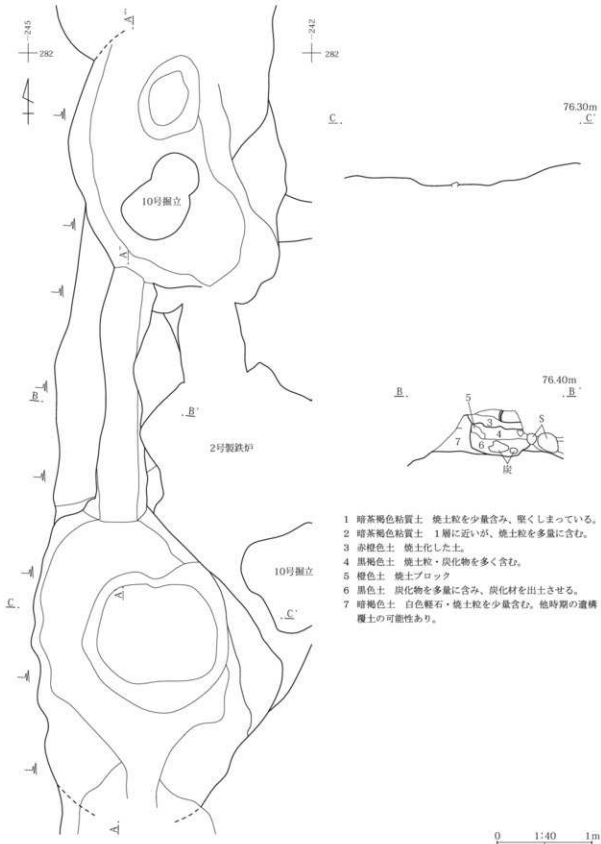 -245
-242
282
282
A‴
C
C′
76.30m
10号掘立
A″
76.40m
B
B′
B
B′
5
S
3
4
7
6
炭
2号製鉄炉
1 暗茶褐色粘質土 焼土粒を少量含み、堅くしまっている。
2 暗茶褐色粘質土 1層に近いが、焼土粒を多量に含む。
3 赤橙色土 焼土化した土。
4 黒褐色土 焼土粒・炭化物を多く含む。
5 橙色土 焼土ブロック
6 黒色土 炭化物を多量に含み、炭化材を出土させる。
7 暗褐色土 白色軽石・焼土粒を少量含む。他時期の遺構
覆土の可能性あり。
10号掘立
A′
C
C′
A
0 1:40 1m